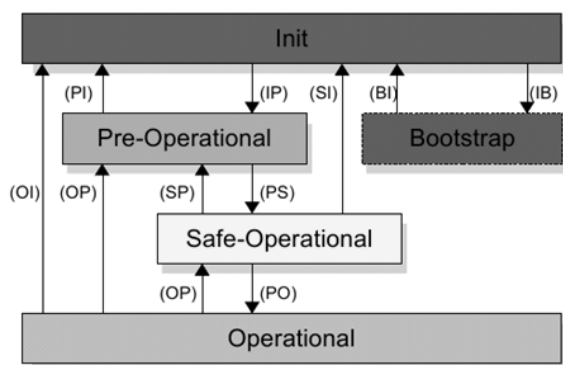 Init
(PI) (IP) (SI) (BI) (IB)
Pre-Operational Bootstrap
(OI) (OP) (SP) (PS)
Safe-Operational
(OP) (PO)
Operational